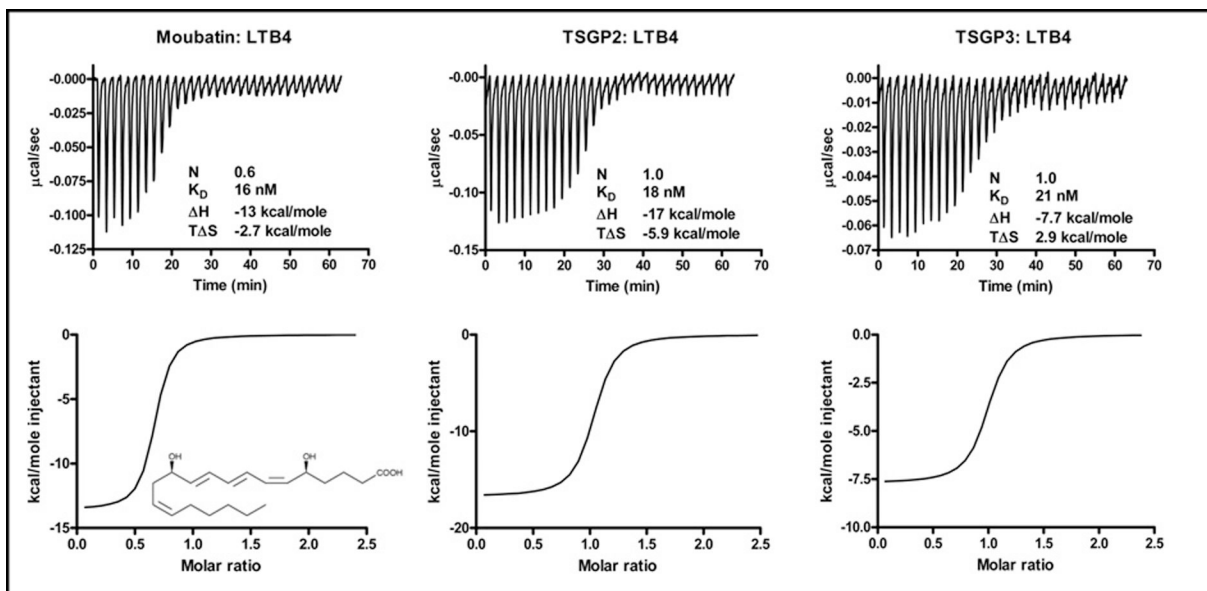 Moubatin: LTB4
-0.000
-0.025
-0.050
-0.075
-0.100
-0.125
μcal/sec
N 0.6
KD 16 nM
ΔH -13 kcal/mole
TΔS -2.7 kcal/mole
0 10 20 30 40 50 60 70
Time (min)
TSGP2: LTB4
-0.00
-0.05
-0.10
-0.15
μcal/sec
N 1.0
KD 18 nM
ΔH -17 kcal/mole
TΔS -5.9 kcal/mole
0 10 20 30 40 50 60 70
Time (min)
TSGP3: LTB4
0.00
-0.01
-0.02
-0.03
-0.04
-0.05
-0.06
-0.07
μcal/sec
N 1.0
KD 21 nM
ΔH -7.7 kcal/mole
TΔS 2.9 kcal/mole
0 10 20 30 40 50 60 70
Time (min)
0
-5
-10
-15
kcal/mole injectant
OH
OH
COOH
0.0 0.5 1.0 1.5 2.0 2.5
Molar ratio
0
-10
-20
kcal/mole injectant
0.0 0.5 1.0 1.5 2.0 2.5
Molar ratio
0.0
-2.5
-5.0
-7.5
-10.0
kcal/mole injectant
0.0 0.5 1.0 1.5 2.0 2.5
Molar ratio